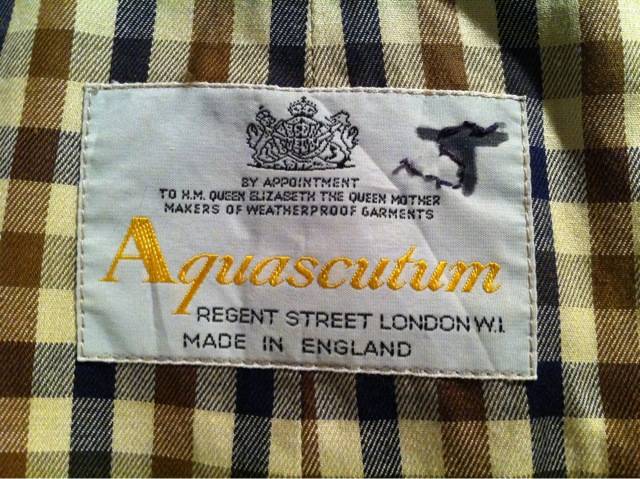 BY APPOINTMENT
TO H.M. QUEEN ELIZABETH THE QUEEN MOTHER
MAKERS OF WEATHERPROOF GARMENTS
Aquascutum
REGENT STREET LONDON W.1.
MADE IN ENGLAND